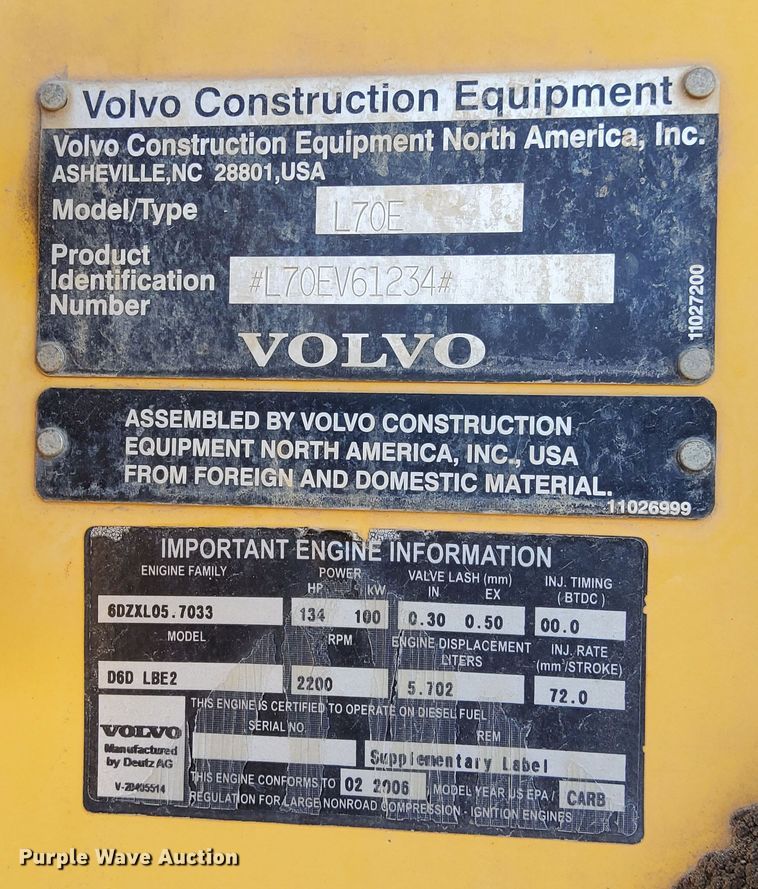 Volvo Construction Equipment
Volvo Construction Equipment North America, Inc.
ASHEVILLE,NC 28801,USA
Model/Type L70E
Product
Identification #L70EV61234#
Number
11027200
VOLVO
ASSEMBLED BY VOLVO CONSTRUCTION
EQUIPMENT NORTH AMERICA, INC., USA
FROM FOREIGN AND DOMESTIC MATERIAL.
11026999
IMPORTANT ENGINE INFORMATION
ENGINE FAMILY POWER VALVE LASH (mm) INJ. TIMING
HP kW IN EX (BTDC)
6DZXL05.7033 134 100 0.30 0.50 00.0
MODEL RPM ENGINE DISPLACEMENT INJ. RATE
LITERS (mm³/STROKE)
D6D LBE2 2200 5.702 72.0
THIS ENGINE IS CERTIFIED TO OPERATE ON DIESEL FUEL
SERIAL NO. REM
VOLVO
Manufactured
by Deutz AG
V-20405514
Supplementary Label
THIS ENGINE CONFORMS TO 02 2006 MODEL YEAR US EPA / CARB
REGULATION FOR LARGE NONROAD COMPRESSION - IGNITION ENGINES
Purple Wave Auction